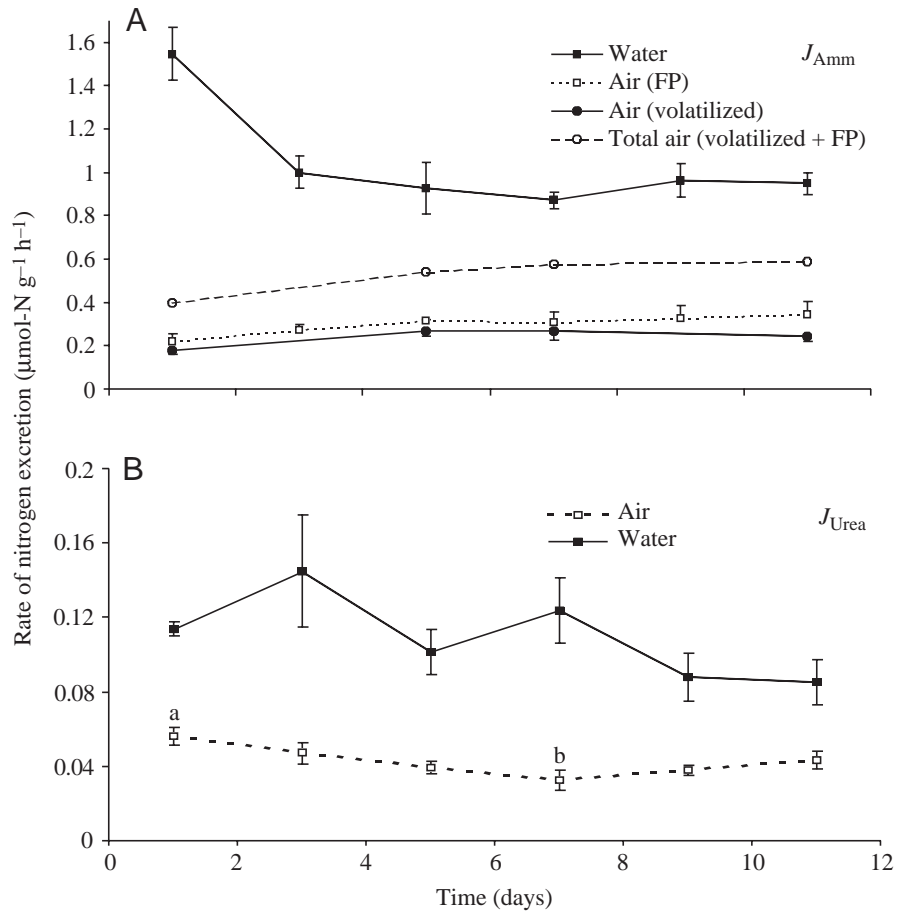 A
1.6
1.4
1.2
1
0.8
0.6
0.4
0.2
0
Water
Air (FP)
Air (volatilized)
Total air (volatilized + FP)
J_Amm
Rate of nitrogen excretion (µmol-N g⁻¹ h⁻¹)
B
0.2
0.16
0.12
0.08
0.04
0
Air
Water
J_Urea
a
b
0 2 4 6 8 10 12
Time (days)